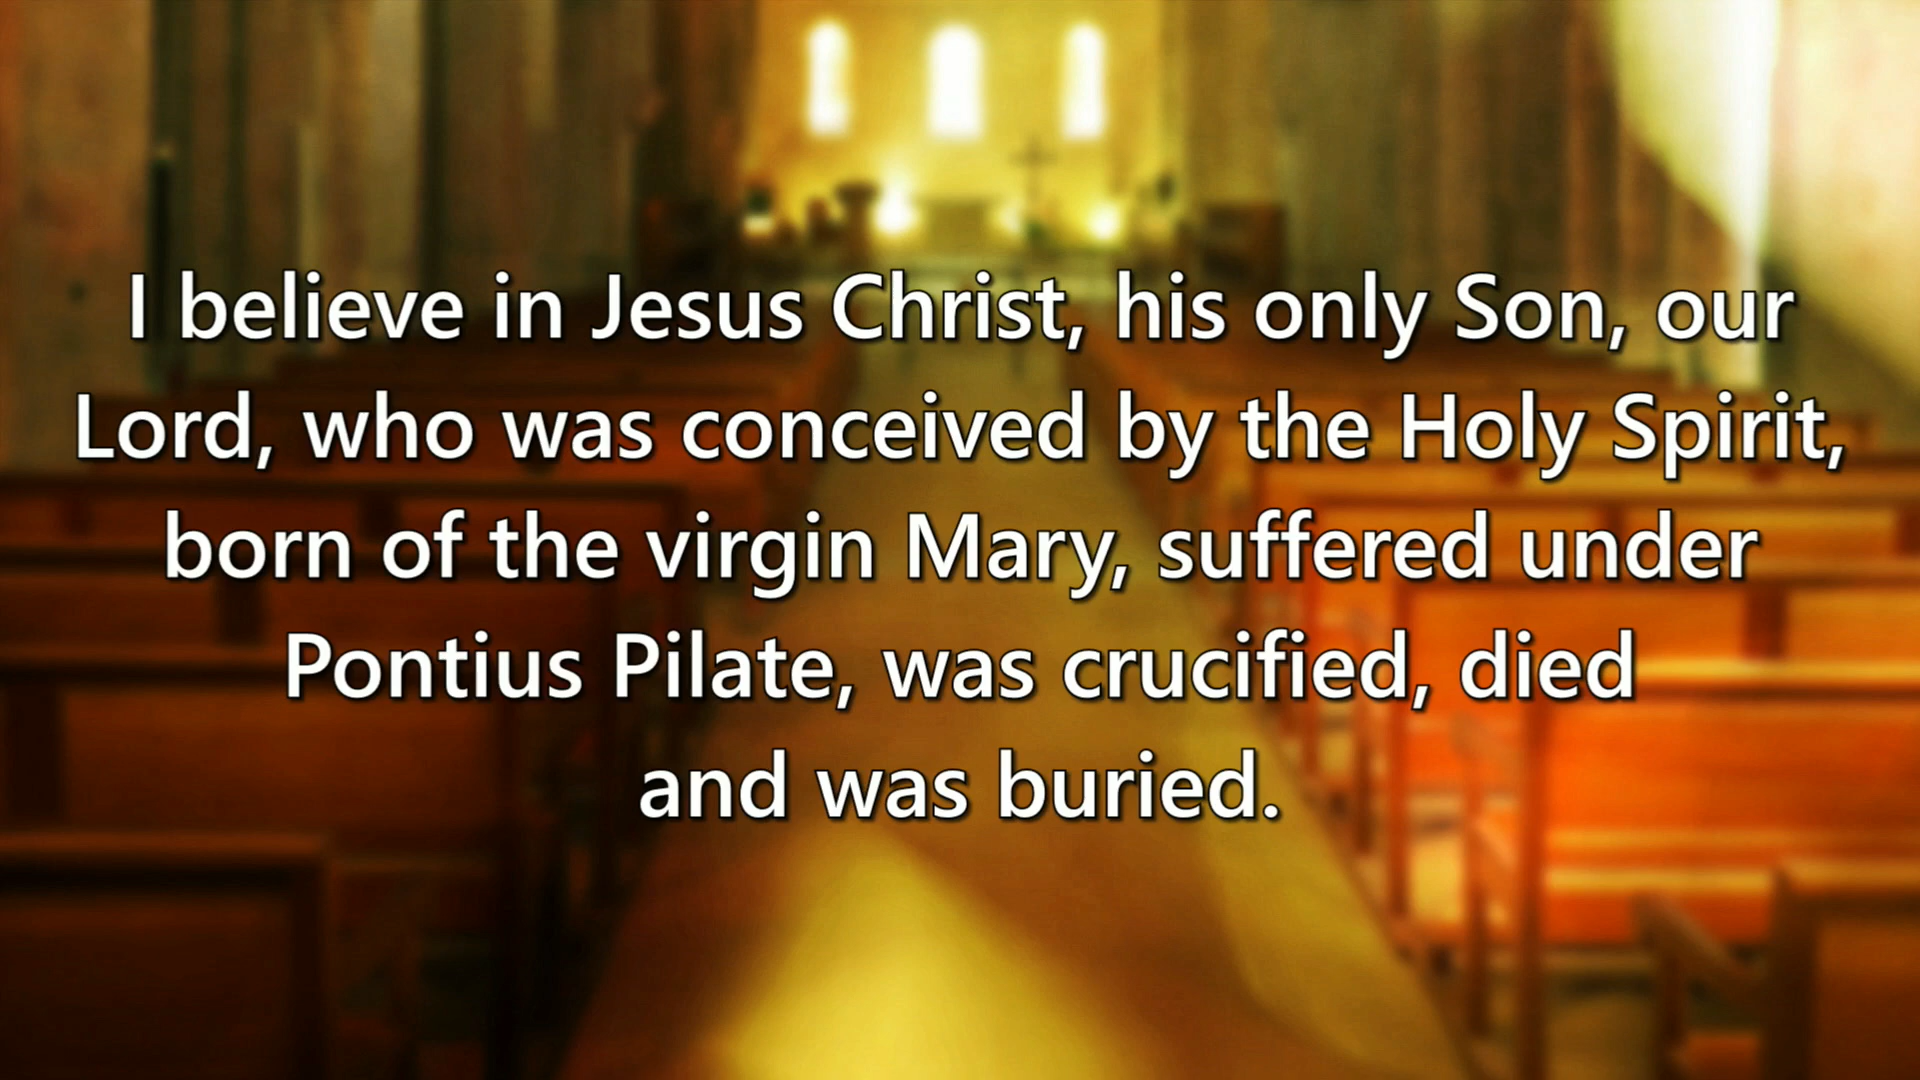 I believe in Jesus Christ, his only Son, our
Lord, who was conceived by the Holy Spirit,
born of the virgin Mary, suffered under
Pontius Pilate, was crucified, died
and was buried.